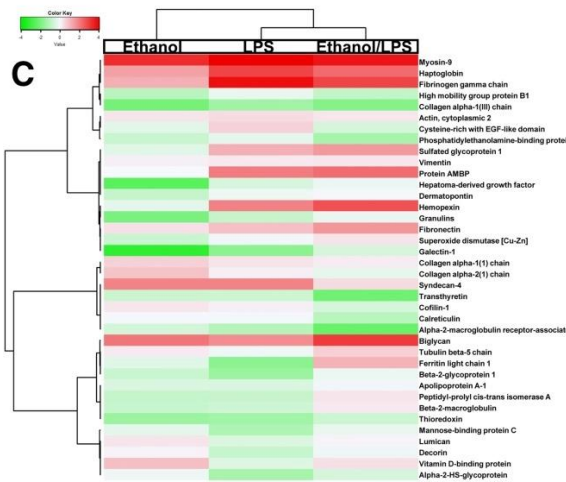 Color Key
-4 -2 0 2 4
Value
C
Ethanol LPS Ethanol/LPS
Myosin-9
Haptoglobin
Fibrinogen gamma chain
High mobility group protein B1
Collagen alpha-1(III) chain
Actin, cytoplasmic 2
Cysteine-rich with EGF-like domain
Phosphatidylethanolamine-binding protei
Sulfated glycoprotein 1
Vimentin
Protein AMBP
Hepatoma-derived growth factor
Dermatopontin
Hemopexin
Granulins
Fibronectin
Superoxide dismutase [Cu-Zn]
Galectin-1
Collagen alpha-1(1) chain
Collagen alpha-2(1) chain
Syndecan-4
Transthyretin
Cofilin-1
Calreticulin
Alpha-2-macroglobulin receptor-associat
Biglycan
Tubulin beta-5 chain
Ferritin light chain 1
Beta-2-glycoprotein 1
Apolipoprotein A-1
Peptidyl-prolyl cis-trans isomerase A
Beta-2-macroglobulin
Thioredoxin
Mannose-binding protein C
Lumican
Decorin
Vitamin D-binding protein
Alpha-2-HS-glycoprotein